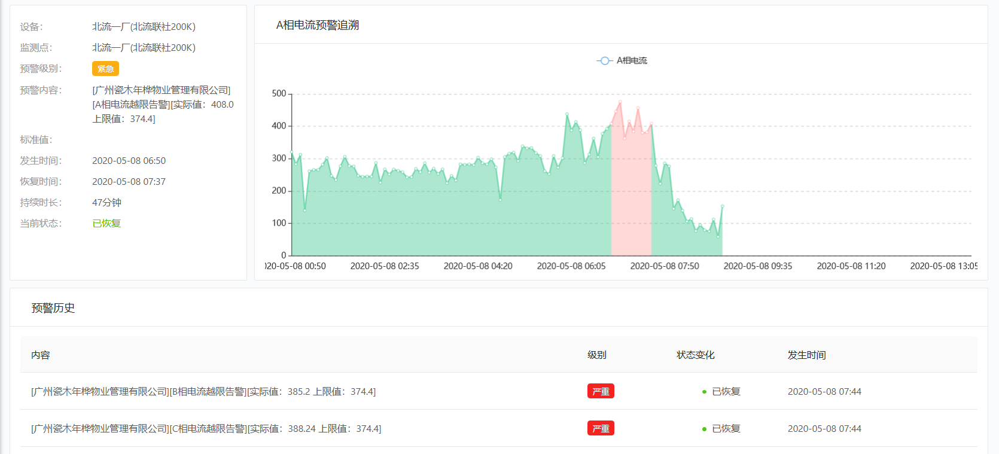 设备: 北流一厂(北流联社200K)
监测点: 北流一厂(北流联社200K)
预警级别: 紧急
预警内容: [广州瓷木年桦物业管理有限公司]
[A相电流越限告警][实际值：408.0
上限值：374.4]
标准值:
发生时间: 2020-05-08 06:50
恢复时间: 2020-05-08 07:37
持续时长: 47分钟
当前状态: 已恢复
A相电流预警追溯
A相电流
500
400
300
200
100
0
020-05-08 00:50 2020-05-08 02:35 2020-05-08 04:20 2020-05-08 06:05 2020-05-08 07:50 2020-05-08 09:35 2020-05-08 11:20 2020-05-08 13:05
预警历史
内容 级别 状态变化 发生时间
[广州瓷木年桦物业管理有限公司][B相电流越限告警][实际值：385.2 上限值：374.4] 严重 已恢复 2020-05-08 07:44
[广州瓷木年桦物业管理有限公司][C相电流越限告警][实际值：388.24 上限值：374.4] 严重 已恢复 2020-05-08 07:44